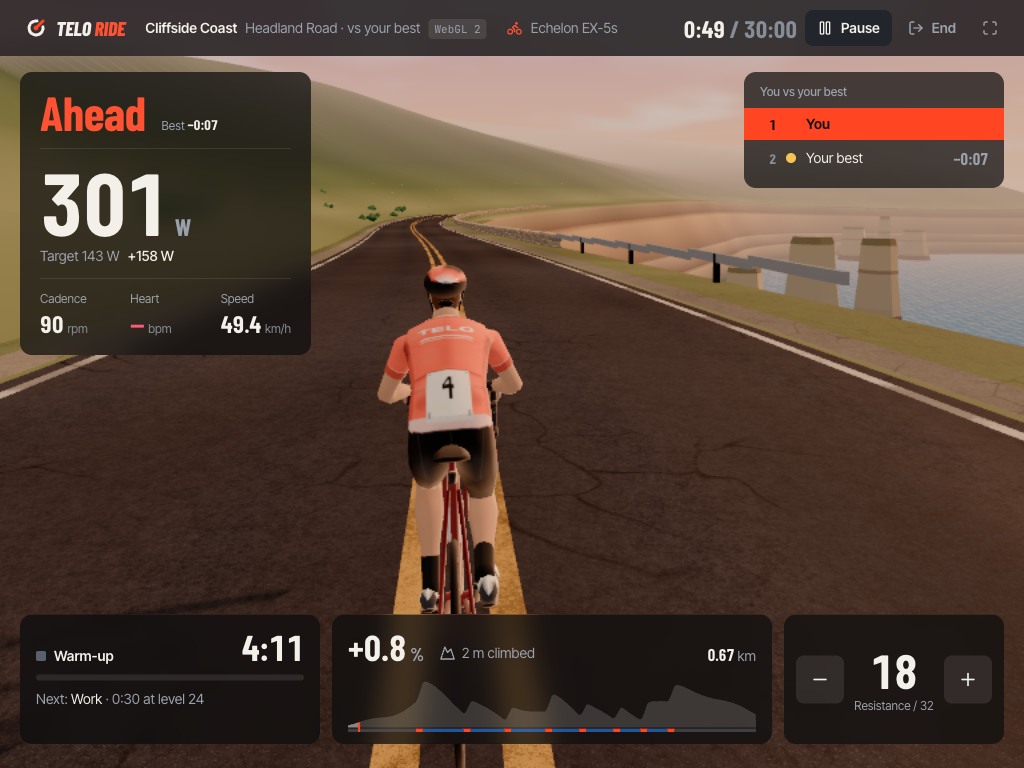 TELO RIDE
Cliffside Coast Headland Road · vs your best WebGL 2 Echelon EX-5s
0:49 / 30:00 Pause End
Ahead Best −0:07
301 W
Target 143 W +158 W
Cadence Heart Speed
90 rpm — bpm 49.4 km/h
You vs your best
1 You
2 Your best −0:07
TELO
4
Warm-up 4:11
Next: Work · 0:30 at level 24
+0.8 % 2 m climbed 0.67 km
− 18 +
Resistance / 32